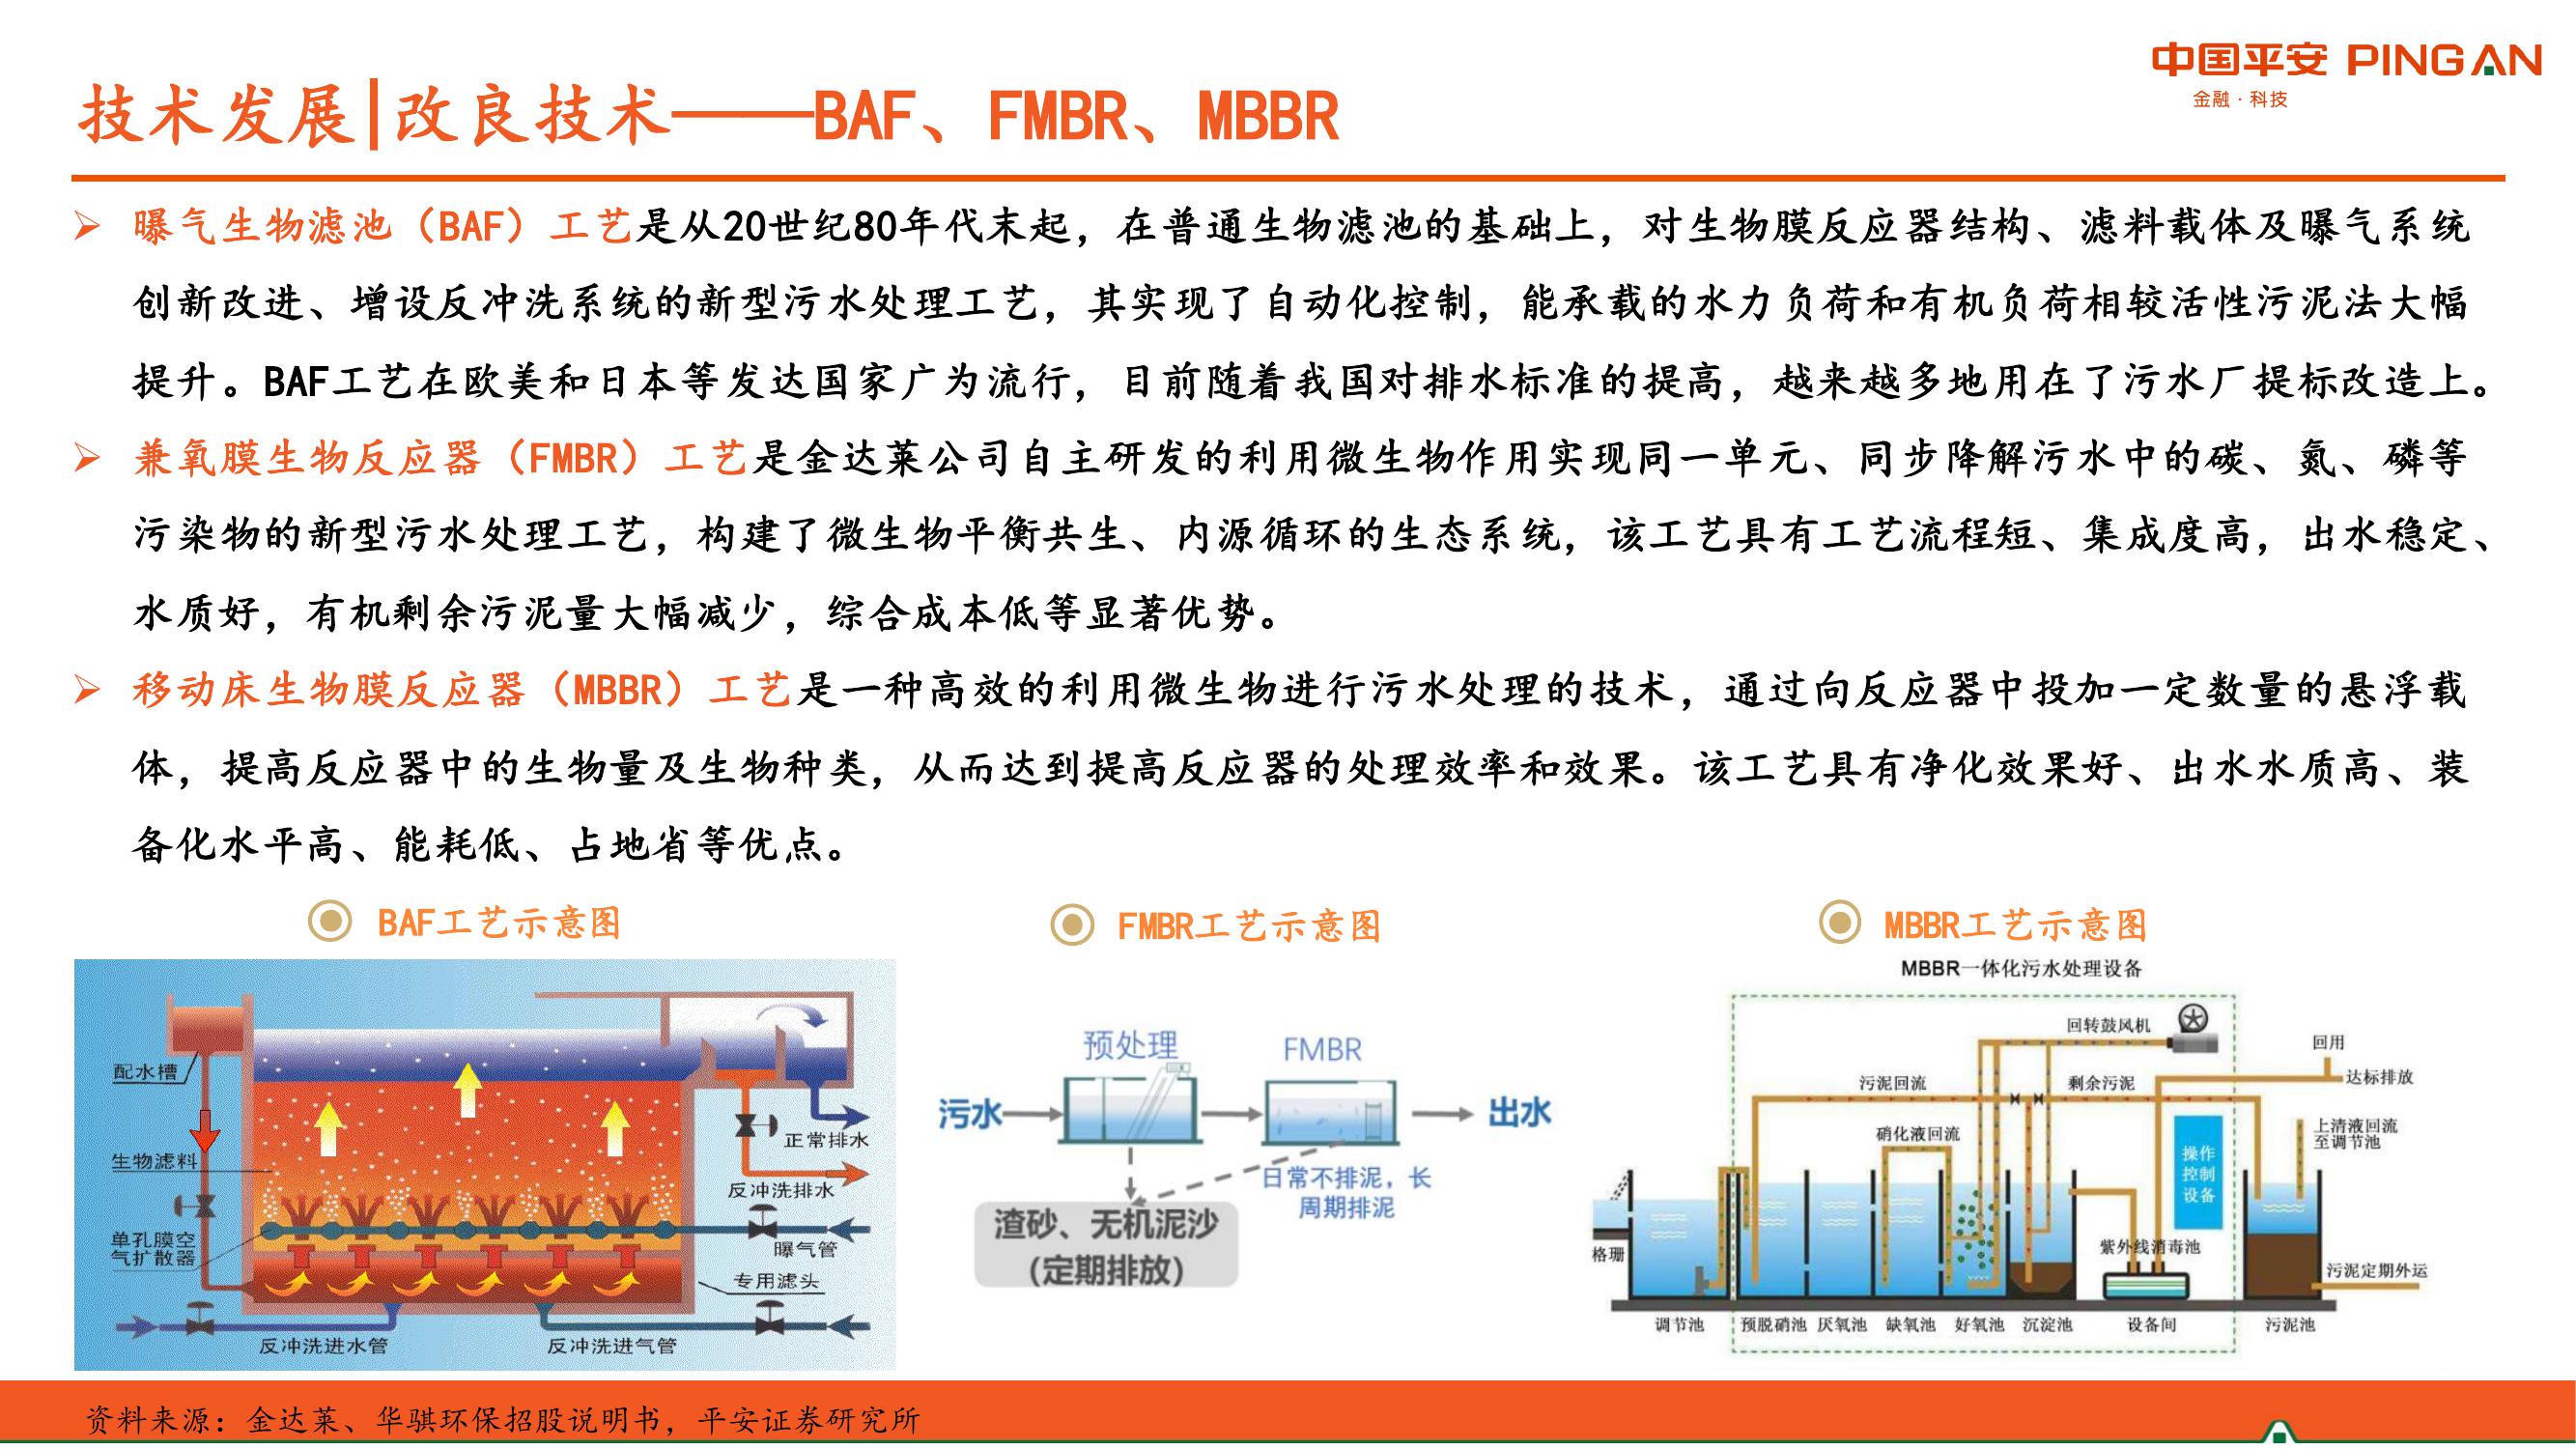 中国平安 PINGAN
金融·科技
技术发展|改良技术——BAF、FMBR、MBBR
曝气生物滤池（BAF）工艺是从20世纪80年代末起，在普通生物滤池的基础上，对生物膜反应器结构、滤料载体及曝气系统
创新改进、增设反冲洗系统的新型污水处理工艺，其实现了自动化控制，能承载的水力负荷和有机负荷相较活性污泥法大幅
提升。BAF工艺在欧美和日本等发达国家广为流行，目前随着我国对排水标准的提高，越来越多地用在了污水厂提标改造上。
兼氧膜生物反应器（FMBR）工艺是金达莱公司自主研发的利用微生物作用实现同一单元、同步降解污水中的碳、氮、磷等
污染物的新型污水处理工艺，构建了微生物平衡共生、内源循环的生态系统，该工艺具有工艺流程短、集成度高，出水稳定、
水质好，有机剩余污泥量大幅减少，综合成本低等显著优势。
移动床生物膜反应器（MBBR）工艺是一种高效的利用微生物进行污水处理的技术，通过向反应器中投加一定数量的悬浮载
体，提高反应器中的生物量及生物种类，从而达到提高反应器的处理效率和效果。该工艺具有净化效果好、出水水质高、装
备化水平高、能耗低、占地省等优点。
BAF工艺示意图
配水槽
生物滤料
单孔膜空
气扩散器
正常排水
反冲洗排水
曝气管
专用滤头
反冲洗进水管
反冲洗进气管
FMBR工艺示意图
预处理
FMBR
污水
出水
日常不排泥，长
周期排泥
渣砂、无机泥沙
（定期排放）
MBBR工艺示意图
MBBR一体化污水处理设备
回转鼓风机
回用
污泥回流
剩余污泥
达标排放
硝化液回流
上清液回流
至调节池
操作
控制
设备
格珊
紫外线消毒池
污泥定期外运
调节池
预脱硝池
厌氧池
缺氧池
好氧池
沉淀池
设备间
污泥池
资料来源：金达莱、华骐环保招股说明书，平安证券研究所